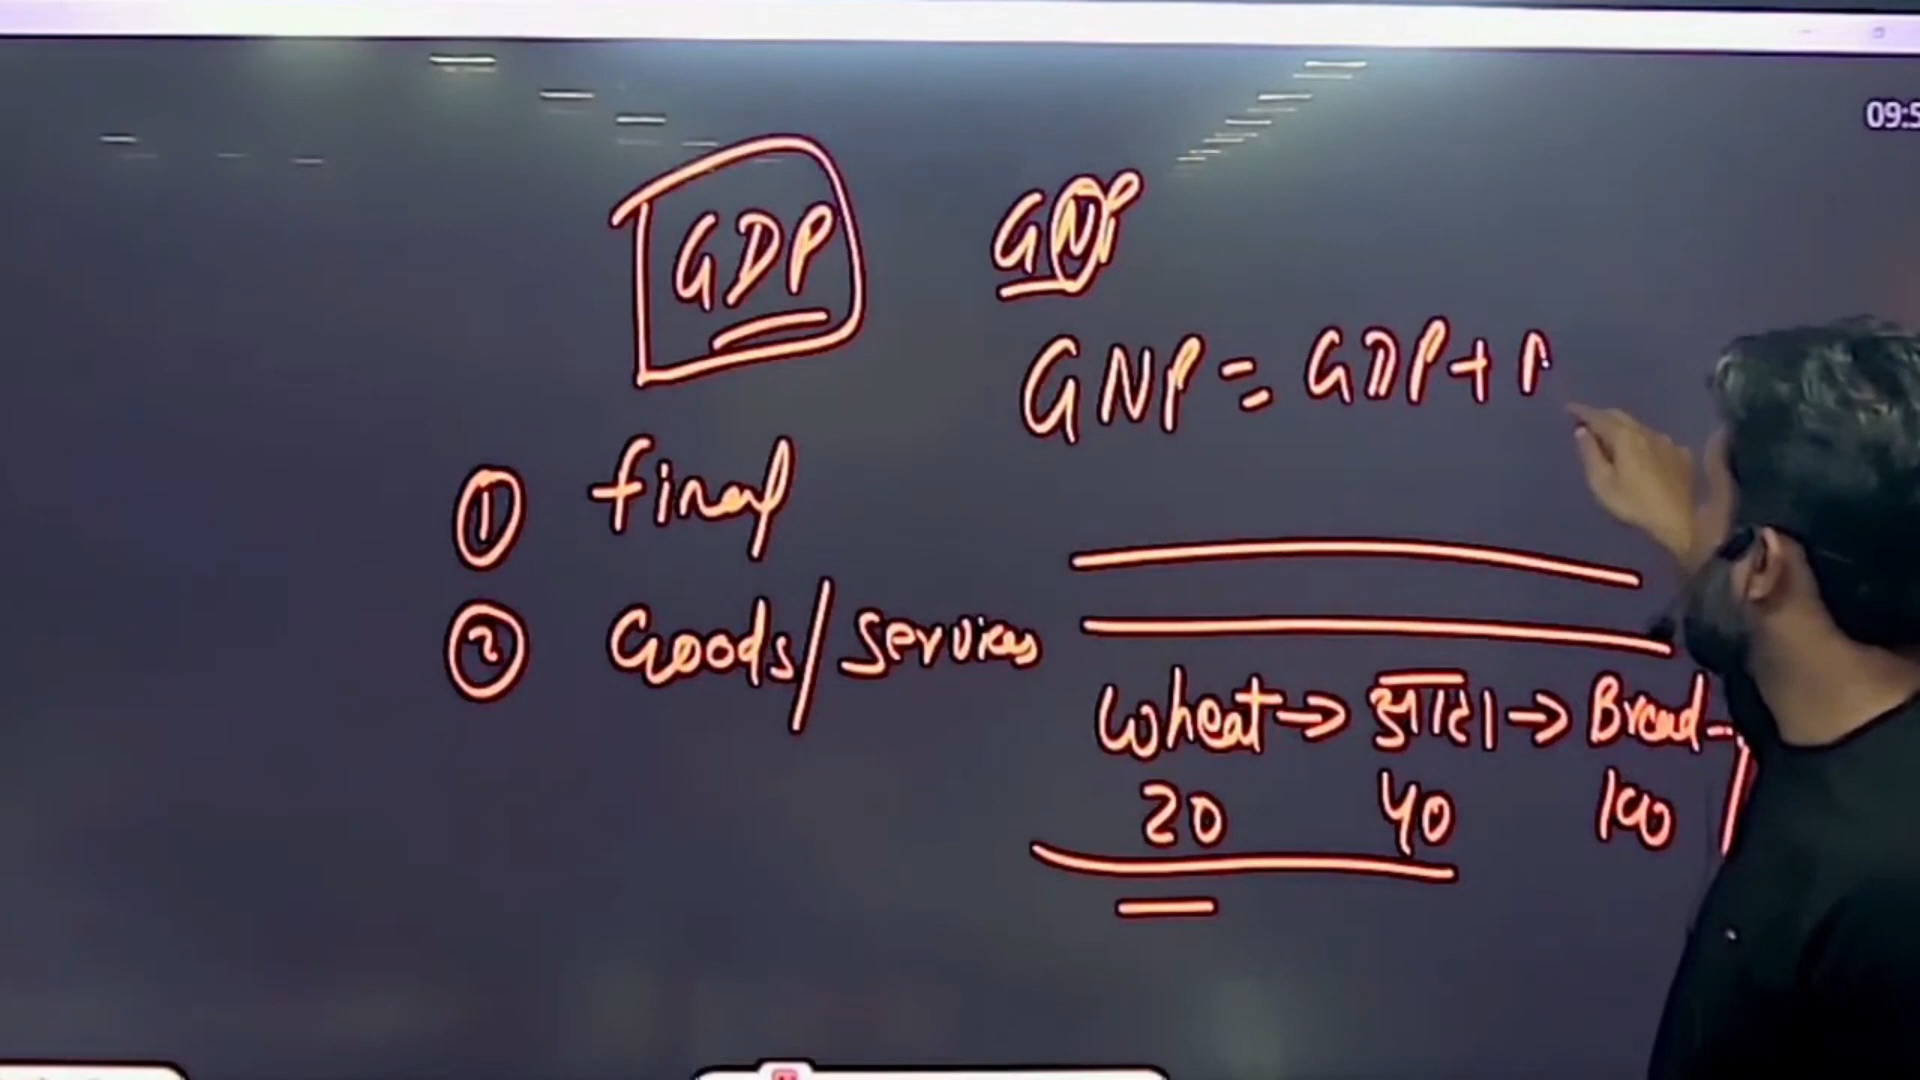 09:5
GDP GNP
GNP = GDP +
① final
② Goods/Services
Wheat → आटा → Bread
20 40 100